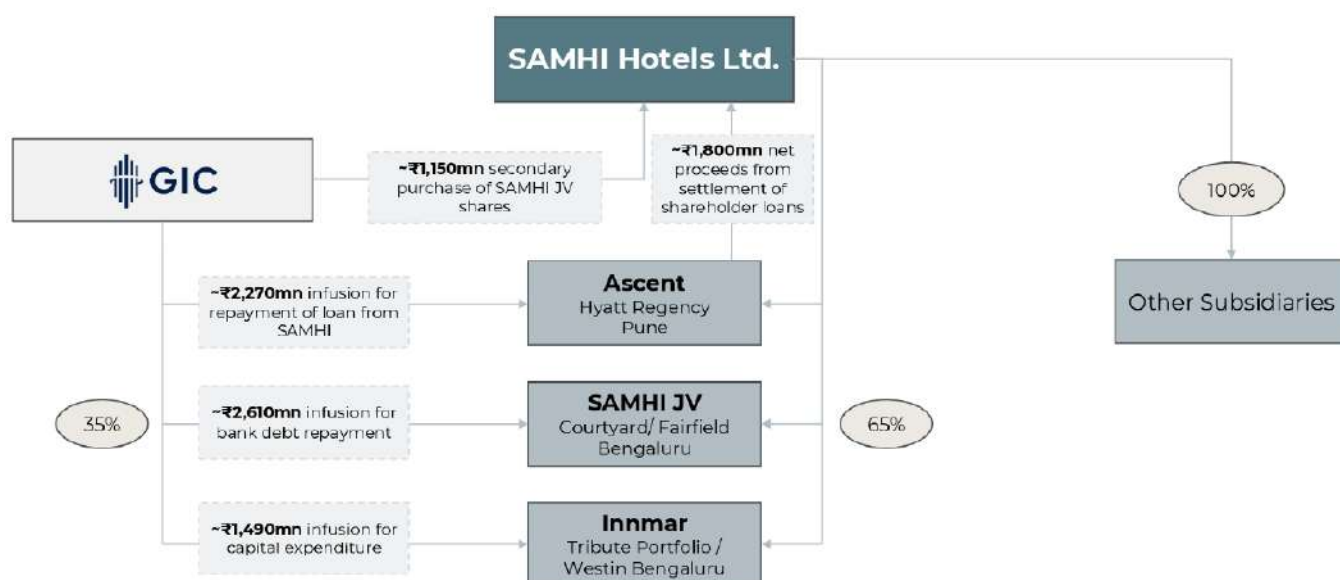 SAMHI Hotels Ltd.
GIC
~₹1,150mn secondary
purchase of SAMHI JV
shares
~₹1,800mn net
proceeds from
settlement of
shareholder loans
100%
~₹2,270mn infusion for
repayment of loan from
SAMHI
Ascent
Hyatt Regency
Pune
Other Subsidiaries
35%
~₹2,610mn infusion for
bank debt repayment
SAMHI JV
Courtyard/ Fairfield
Bengaluru
65%
~₹1,490mn infusion for
capital expenditure
Innmar
Tribute Portfolio /
Westin Bengaluru